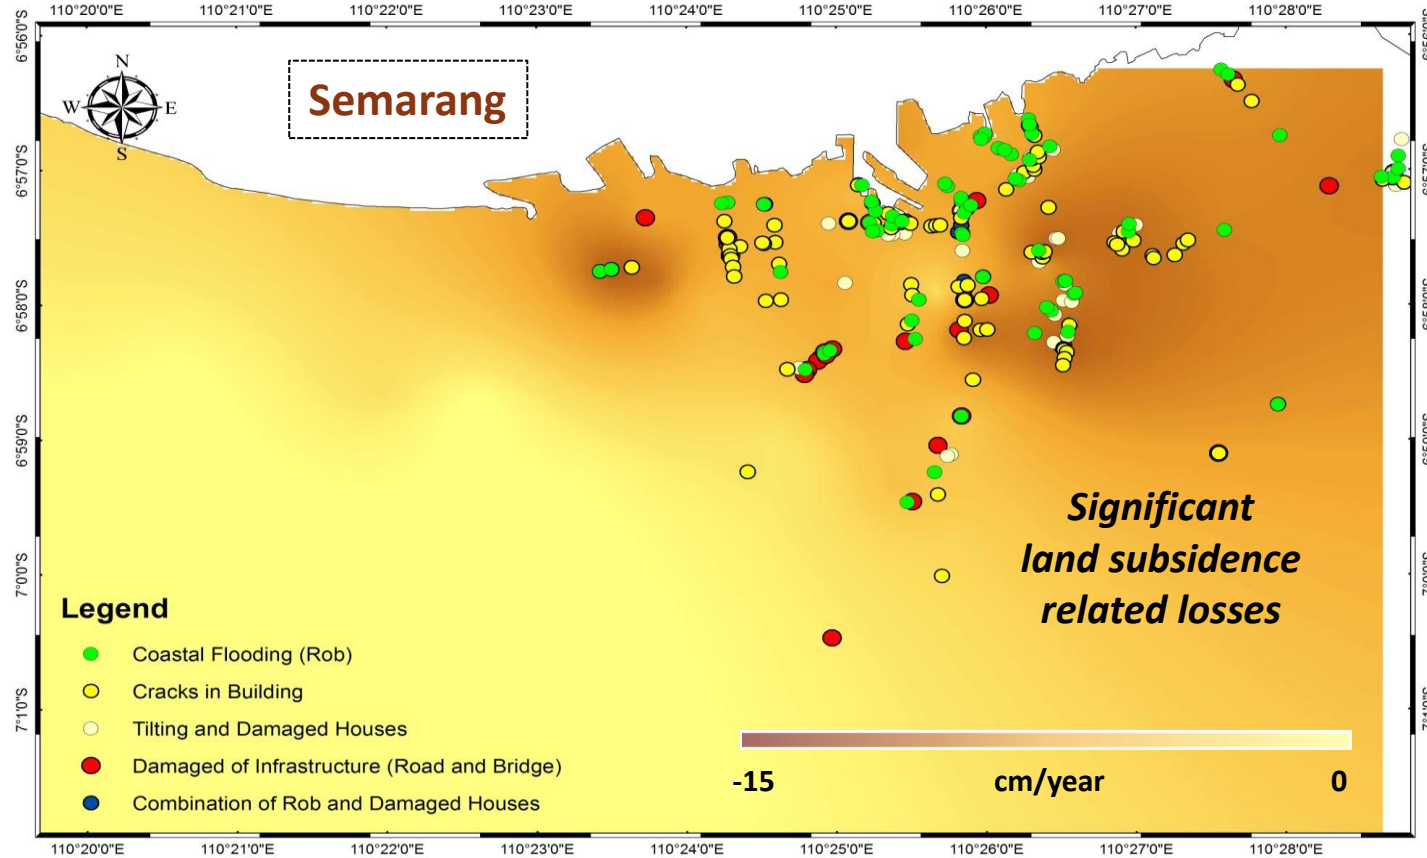 110°20'0"E 110°21'0"E 110°22'0"E 110°23'0"E 110°24'0"E 110°25'0"E 110°26'0"E 110°27'0"E 110°28'0"E
6°56'0"S
6°57'0"S
6°58'0"S
6°59'0"S
7°0'0"S
7°1'0"S
N
W E
S
Semarang
Significant
land subsidence
related losses
Legend
Coastal Flooding (Rob)
Cracks in Building
Tilting and Damaged Houses
Damaged of Infrastructure (Road and Bridge)
Combination of Rob and Damaged Houses
-15 cm/year 0
110°20'0"E 110°21'0"E 110°22'0"E 110°23'0"E 110°24'0"E 110°25'0"E 110°26'0"E 110°27'0"E 110°28'0"E